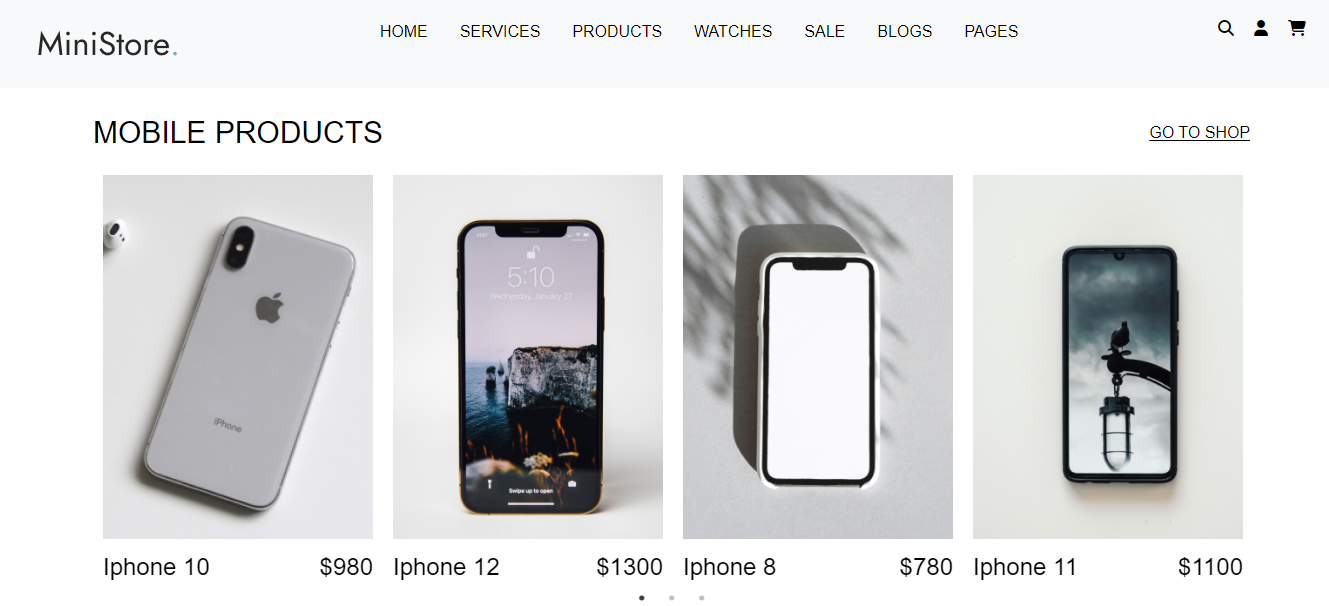 MiniStore.
HOME SERVICES PRODUCTS WATCHES SALE BLOGS PAGES
MOBILE PRODUCTS
GO TO SHOP
iPhone
5:10
Wednesday, January 27
Swipe up to open
Iphone 10 $980
Iphone 12 $1300
Iphone 8 $780
Iphone 11 $1100